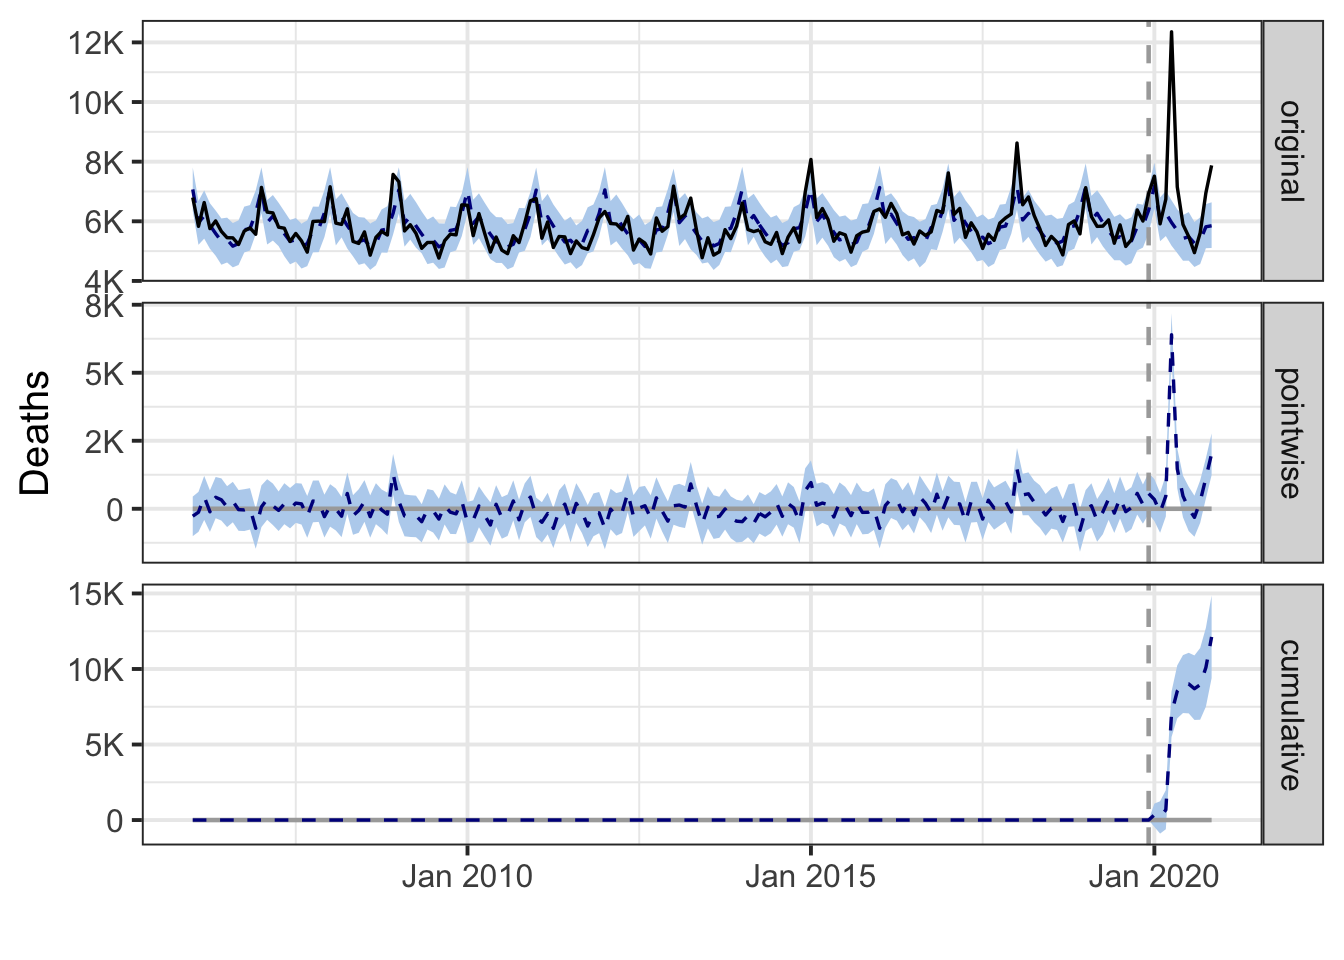 12K
10K
8K
6K
4K
original
8K
5K
2K
0
pointwise
Deaths
15K
10K
5K
0
cumulative
Jan 2010
Jan 2015
Jan 2020